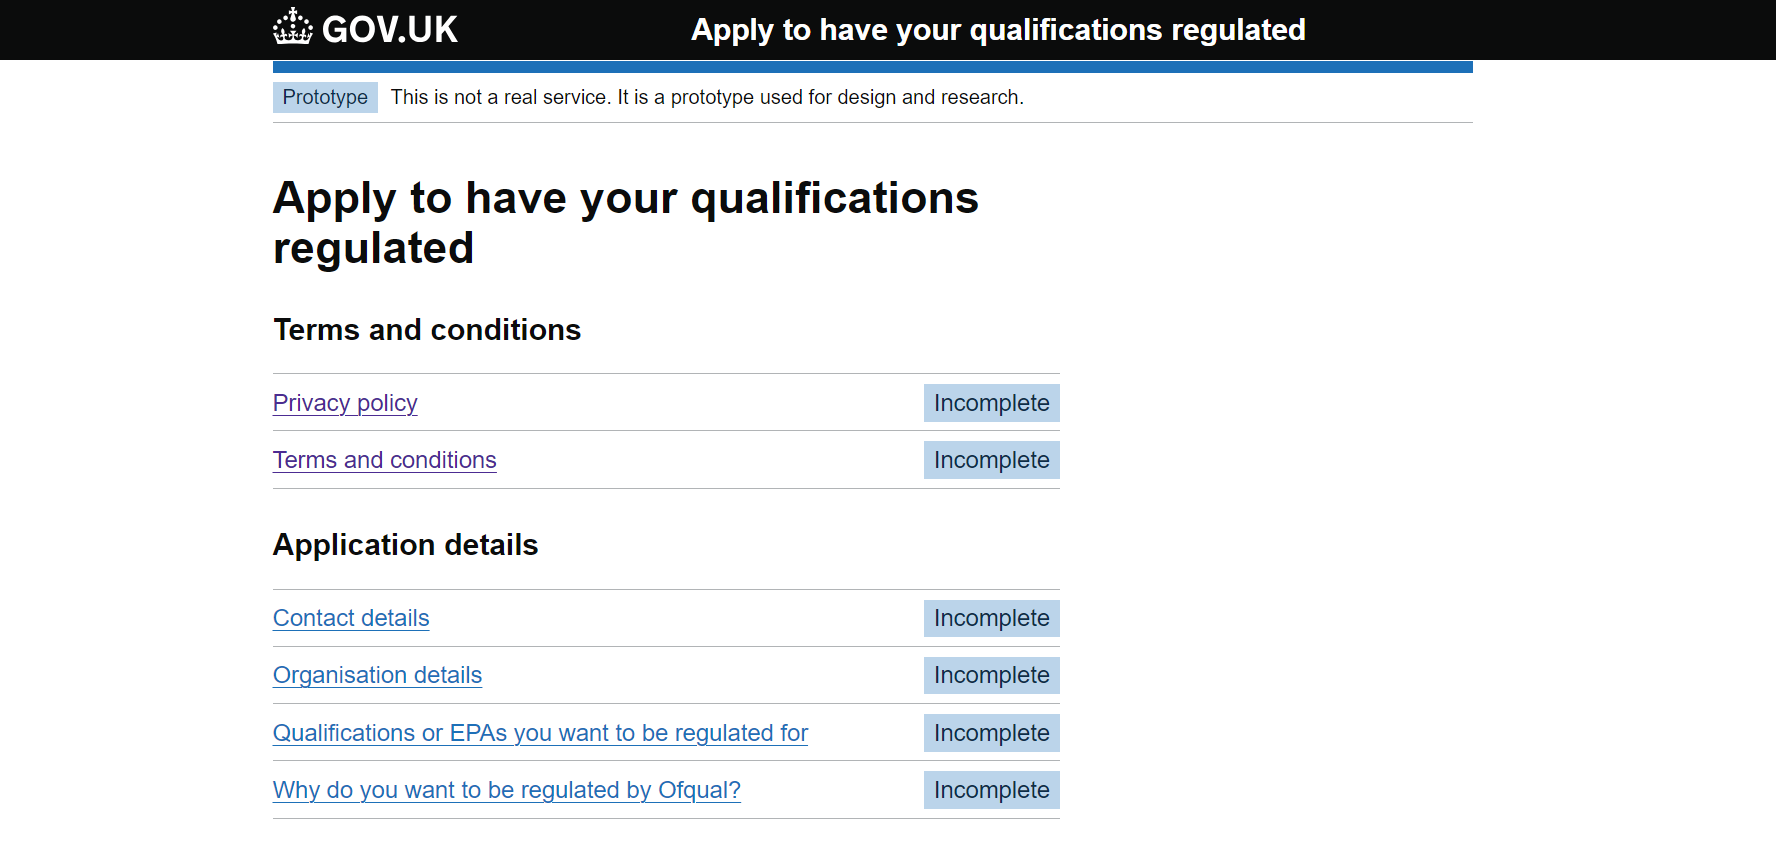 GOV.UK Apply to have your qualifications regulated
Prototype This is not a real service. It is a prototype used for design and research.
Apply to have your qualifications
regulated
Terms and conditions
Privacy policy Incomplete
Terms and conditions Incomplete
Application details
Contact details Incomplete
Organisation details Incomplete
Qualifications or EPAs you want to be regulated for Incomplete
Why do you want to be regulated by Ofqual? Incomplete